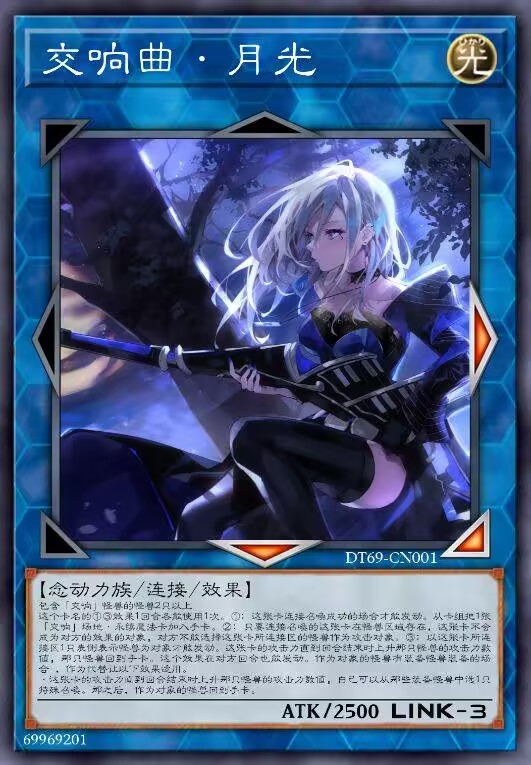 交响曲·月光
ひかり
光
DT69-CN001
【念动力族/连接/效果】
包含「交响」怪兽的怪兽2只以上
这个卡名的①③效果1回合各能使用1次。①：这张卡连接召唤成功的场合才能发动。从卡组把1张
「交响」场地·永续魔法卡加入手卡。②：只要连接召唤的这张卡在怪兽区域存在，这张卡不会
成为对方的效果的对象，对方不能选择这张卡所连接区的怪兽作为攻击对象。③：以这张卡所连
接区1只表侧表示怪兽为对象才能发动。这张卡的攻击力直到回合结束时上升那只怪兽的攻击力数
值，那只怪兽回到手卡。这个效果在对方回合也能发动。作为对象的怪兽有装备怪兽装备的场
合，作为代替让以下效果适用。
·这张卡的攻击力直到回合结束时上升那只怪兽的攻击力数值，自己可以从那些装备怪兽中选1只
特殊召唤。那之后，作为对象的怪兽回到手卡。
ATK/2500 LINK-3
69969201